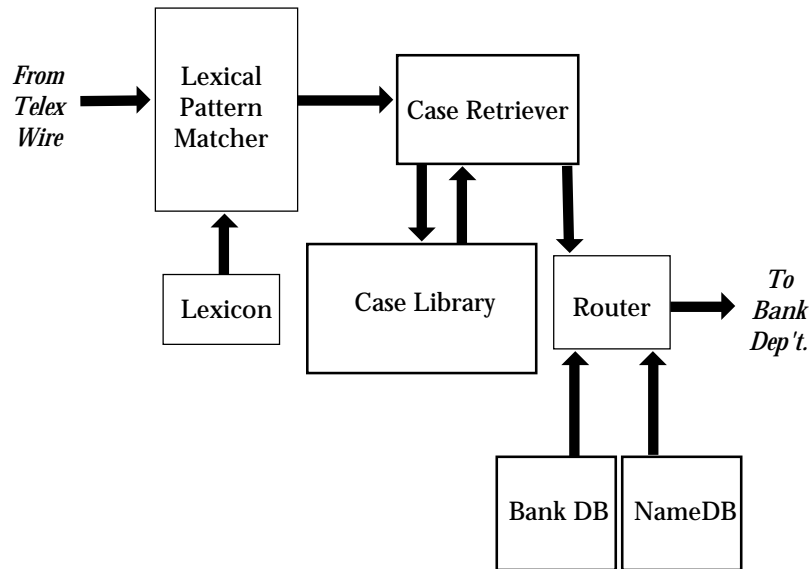 From
Telex
Wire
Lexical
Pattern
Matcher
Case Retriever
Lexicon
Case Library
Router
To
Bank
Dep't.
Bank DB
NameDB